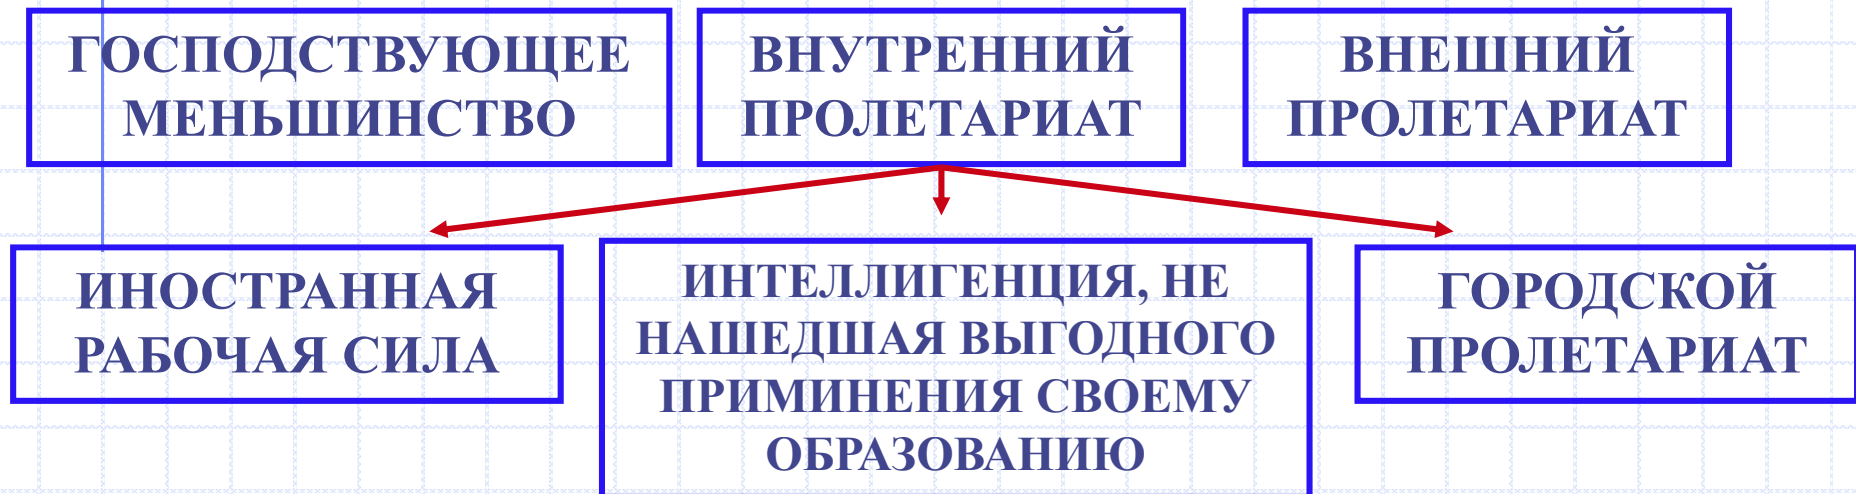 ГОСПОДСТВУЮЩЕЕ
МЕНЬШИНСТВО
ВНУТРЕННИЙ
ПРОЛЕТАРИАТ
ВНЕШНИЙ
ПРОЛЕТАРИАТ
ИНОСТРАННАЯ
РАБОЧАЯ СИЛА
ИНТЕЛЛИГЕНЦИЯ, НЕ
НАШЕДШАЯ ВЫГОДНОГО
ПРИМИНЕНИЯ СВОЕМУ
ОБРАЗОВАНИЮ
ГОРОДСКОЙ
ПРОЛЕТАРИАТ